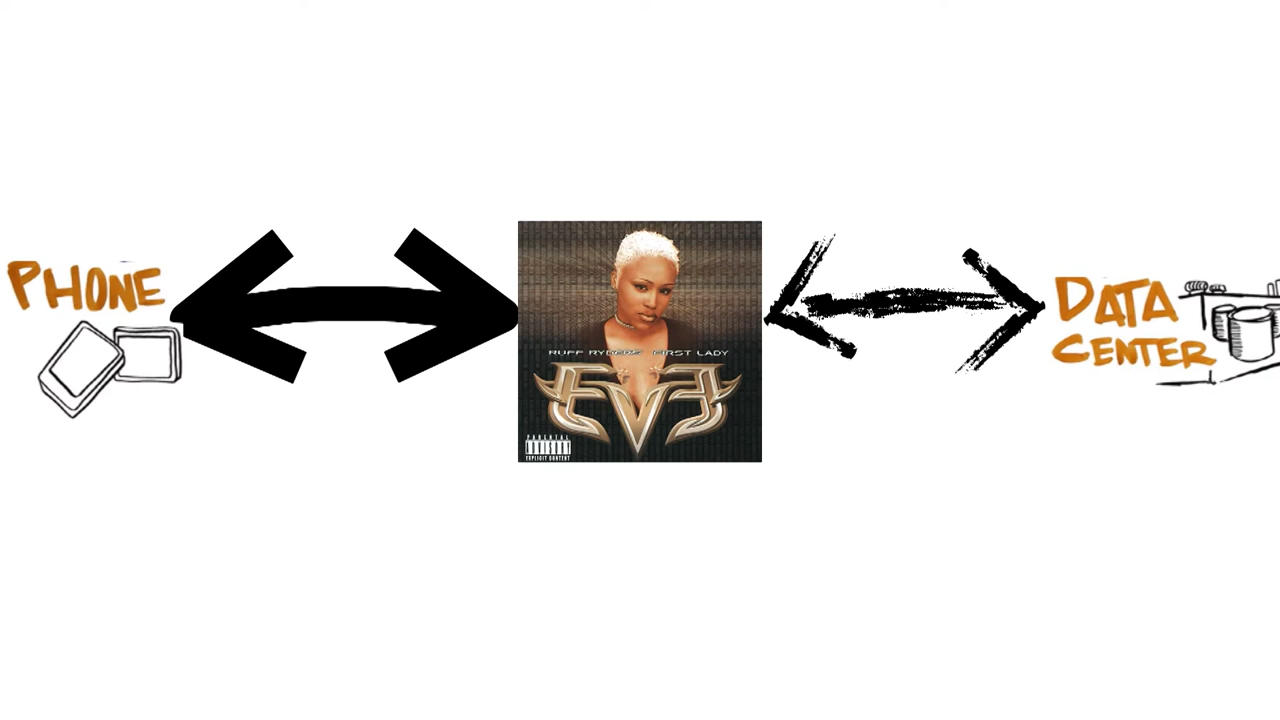 PHONE
RUFF RYDERS' FIRST LADY
EVE
PARENTAL
ADVISORY
EXPLICIT CONTENT
DATA
CENTER